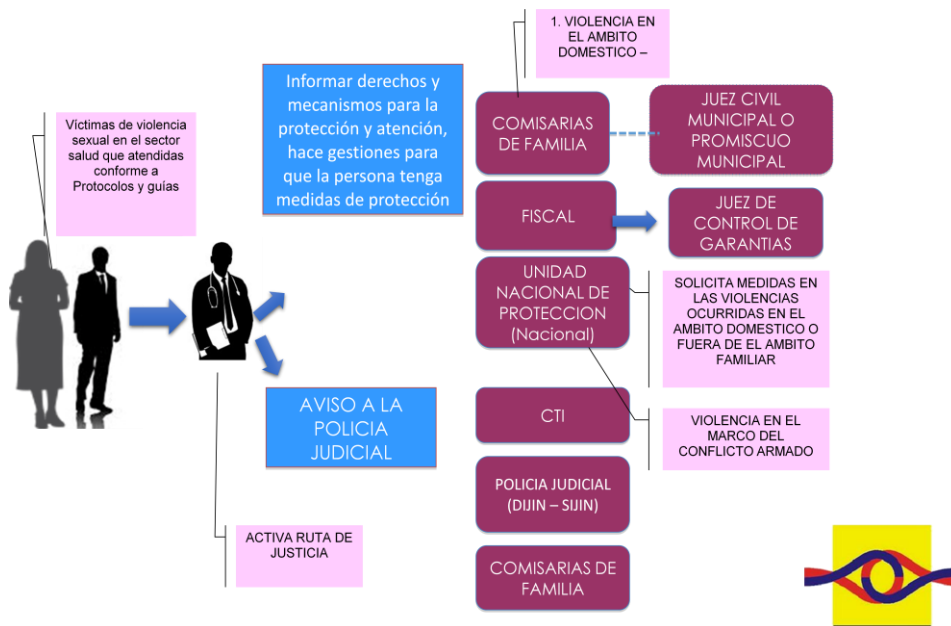 1. VIOLENCIA EN
EL AMBITO
DOMESTICO –
Víctimas de violencia
sexual en el sector
salud que atendidas
conforme a
Protocolos y guías
Informar derechos y
mecanismos para la
protección y atención,
hace gestiones para
que la persona tenga
medidas de protección
COMISARIAS
DE FAMILIA
JUEZ CIVIL
MUNICIPAL O
PROMISCUO
MUNICIPAL
FISCAL
JUEZ DE
CONTROL DE
GARANTIAS
UNIDAD
NACIONAL DE
PROTECCION
(Nacional)
SOLICITA MEDIDAS EN
LAS VIOLENCIAS
OCURRIDAS EN EL
AMBITO DOMESTICO O
FUERA DE EL AMBITO
FAMILIAR
AVISO A LA
POLICIA
JUDICIAL
CTI
VIOLENCIA EN EL
MARCO DEL
CONFLICTO ARMADO
POLICIA JUDICIAL
(DIJIN – SIJIN)
ACTIVA RUTA DE
JUSTICIA
COMISARIAS DE
FAMILIA